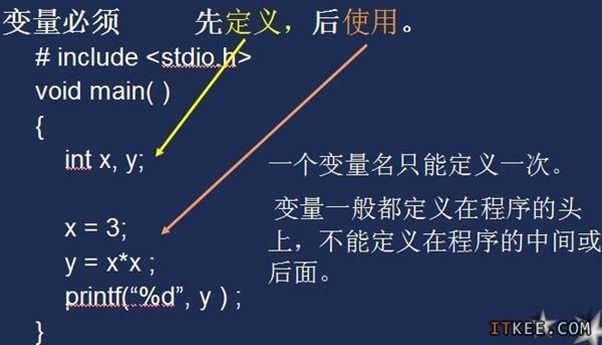 变量必须 先定义，后使用。
# include <stdio.h>
void main( )
{
int x, y;
一个变量名只能定义一次。
变量一般都定义在程序的头
上，不能定义在程序的中间或
后面。
x = 3;
y = x*x ;
printf(“%d”, y ) ;
}
ITKEE.COM